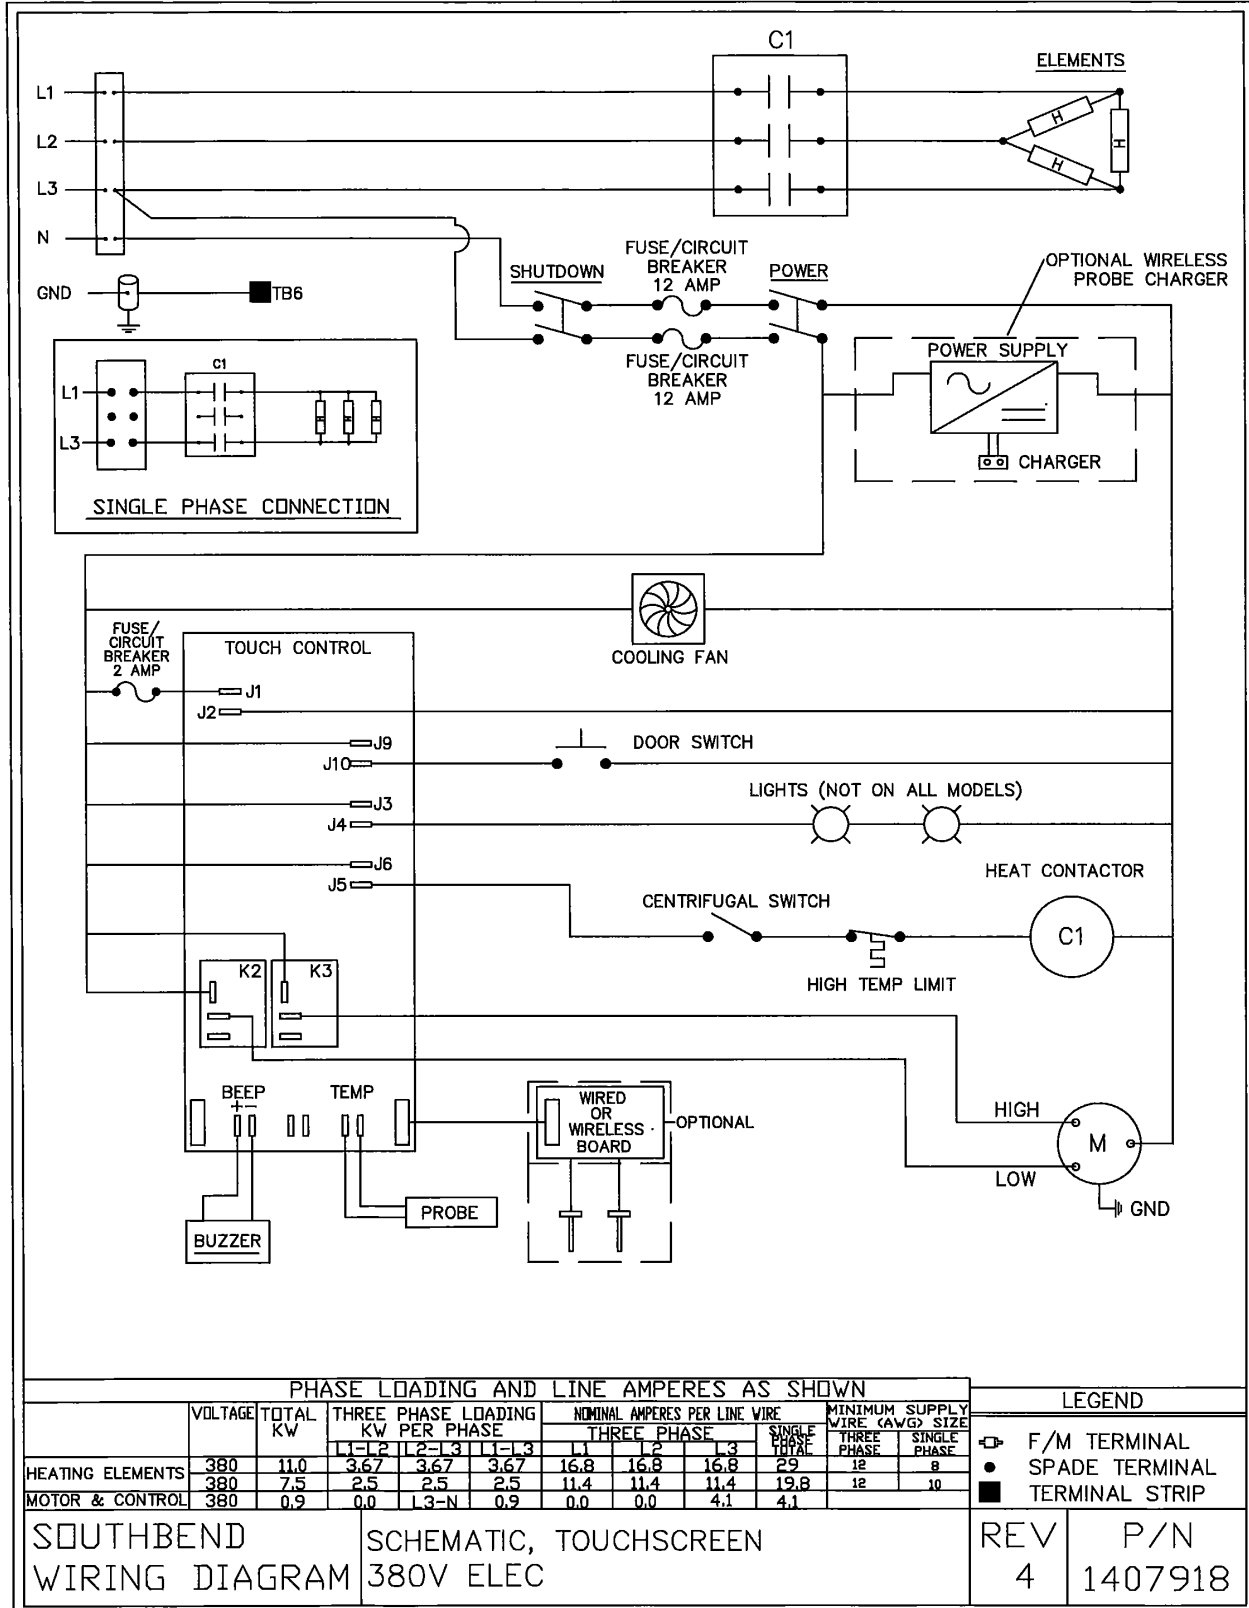 C1
ELEMENTS
L1
L2
L3
N
H
H
H
GND
TB6
SHUTDOWN
FUSE/CIRCUIT
BREAKER
12 AMP
POWER
OPTIONAL WIRELESS
PROBE CHARGER
FUSE/CIRCUIT
BREAKER
12 AMP
POWER SUPPLY
CHARGER
C1
L1
L3
H
H
H
SINGLE PHASE CONNECTION
COOLING FAN
FUSE/
CIRCUIT
BREAKER
2 AMP
TOUCH CONTROL
J1
J2
J9
J10
DOOR SWITCH
LIGHTS (NOT ON ALL MODELS)
J3
J4
J6
J5
HEAT CONTACTOR
CENTRIFUGAL SWITCH
C1
HIGH TEMP LIMIT
K2
K3
BEEP
+ -
TEMP
WIRED
OR
WIRELESS
BOARD
OPTIONAL
HIGH
M
LOW
GND
PROBE
BUZZER
PHASE LOADING AND LINE AMPERES AS SHOWN
VOLTAGE TOTAL KW THREE PHASE LOADING KW PER PHASE NOMINAL AMPERES PER LINE WIRE MINIMUM SUPPLY WIRE (AWG) SIZE
THREE PHASE SINGLE PHASE TOTAL THREE PHASE SINGLE PHASE
L1-L2 L2-L3 L1-L3 L1 L2 L3
HEATING ELEMENTS 380 11.0 3.67 3.67 3.67 16.8 16.8 16.8 29 12 8
380 7.5 2.5 2.5 2.5 11.4 11.4 11.4 19.8 12 10
MOTOR & CONTROL 380 0.9 0.0 L3-N 0.9 0.0 0.0 4.1 4.1
LEGEND
F/M TERMINAL
SPADE TERMINAL
TERMINAL STRIP
SOUTHBEND
WIRING DIAGRAM
SCHEMATIC, TOUCHSCREEN
380V ELEC
REV
4
P/N
1407918